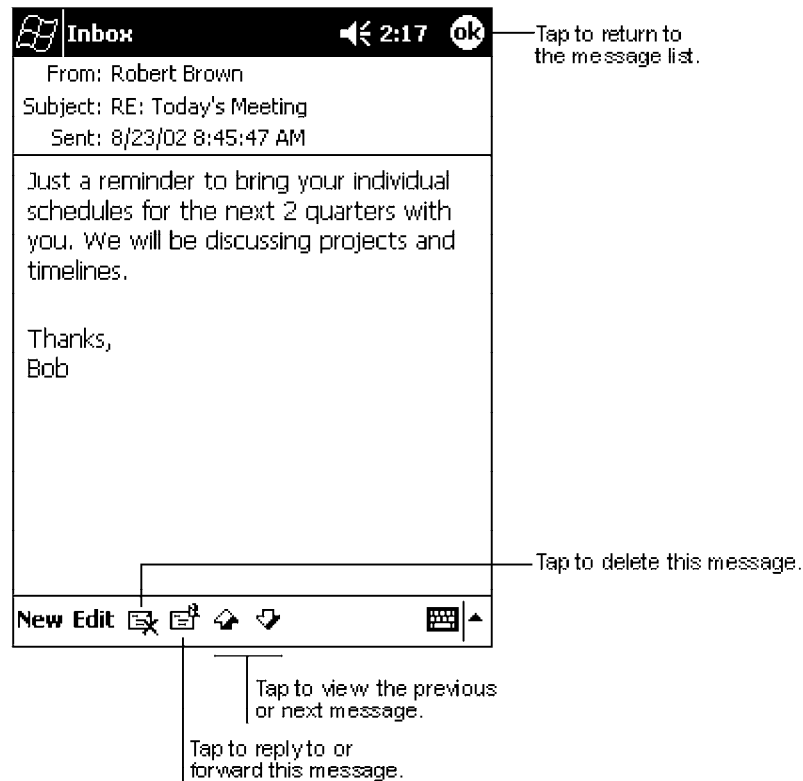 Inbox 2:17 ok
Tap to return to
the message list.
From: Robert Brown
Subject: RE: Today's Meeting
Sent: 8/23/02 8:45:47 AM
Just a reminder to bring your individual
schedules for the next 2 quarters with
you. We will be discussing projects and
timelines.
Thanks,
Bob
Tap to delete this message.
New Edit
Tap to view the previous
or next message.
Tap to reply to or
forward this message.